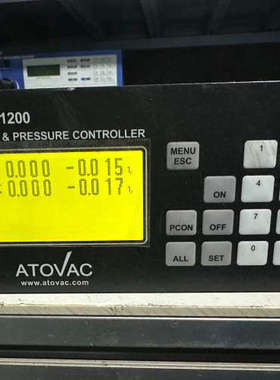 1200
& PRESSURE CONTROLLER
0.000 -0.015
0.000 -0.017
MENU
ESC
1
ON
4
PCON
OFF
7
ALL
SET
0
ATOVAC
www.atovac.com